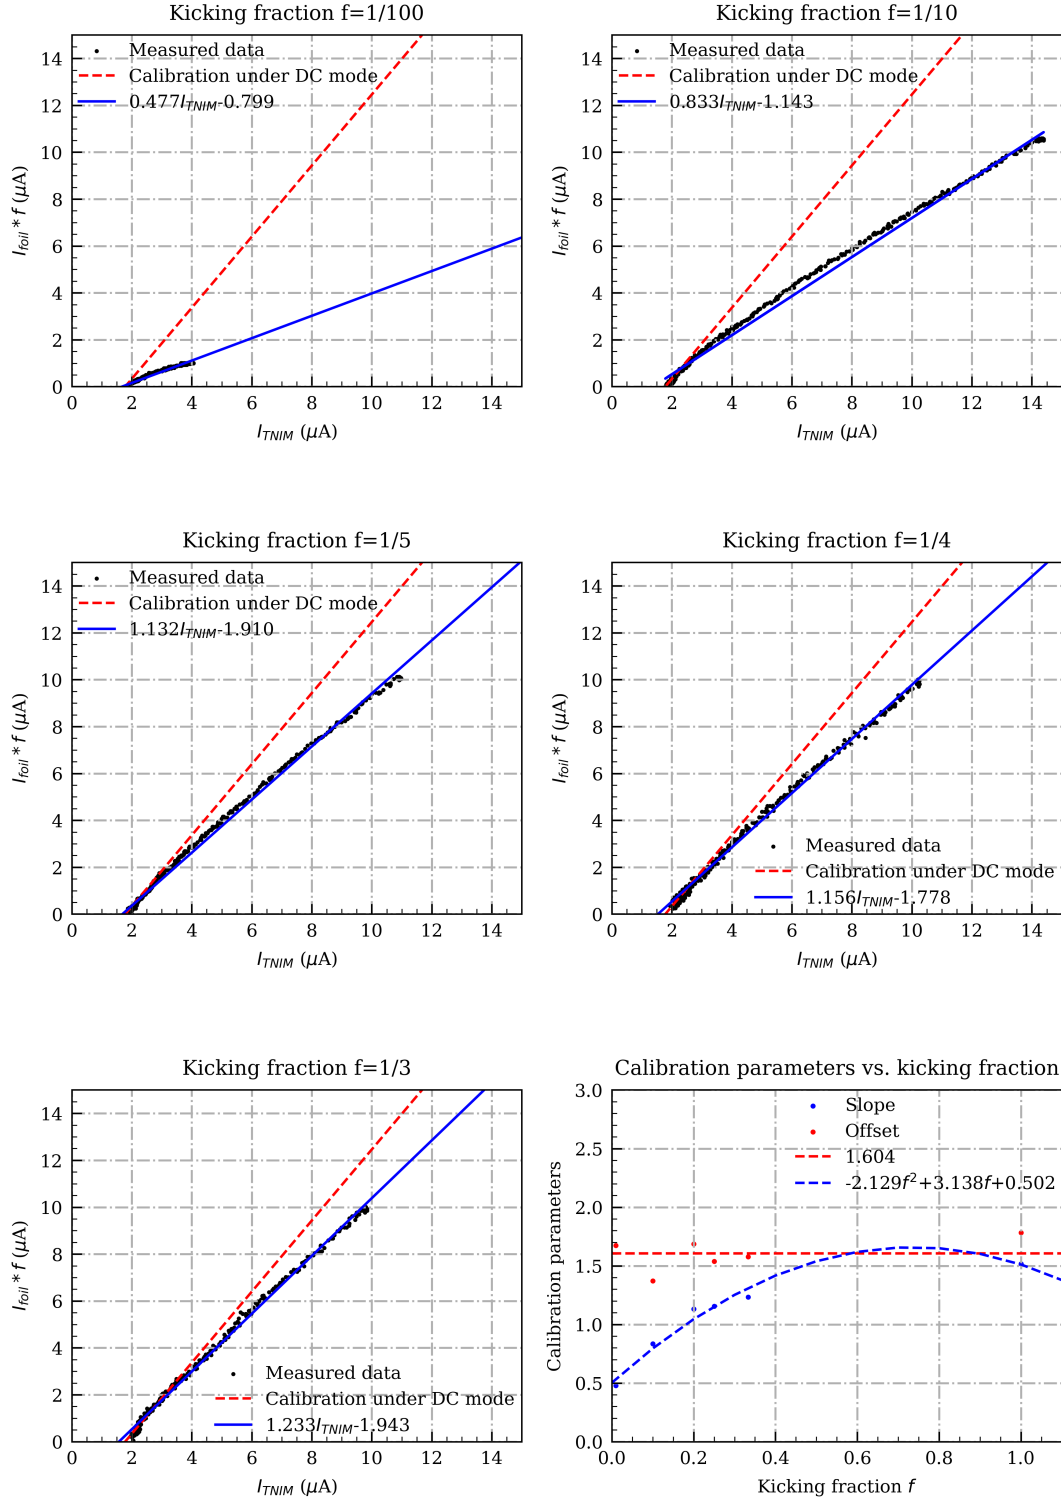 Kicking fraction f=1/100
Measured data
Calibration under DC mode
0.477I_TNIM-0.799
I_foil * f (μA)
14
12
10
8
6
4
2
0
0 2 4 6 8 10 12 14
I_TNIM (μA)
Kicking fraction f=1/10
Measured data
Calibration under DC mode
0.833I_TNIM-1.143
I_foil * f (μA)
14
12
10
8
6
4
2
0
0 2 4 6 8 10 12 14
I_TNIM (μA)
Kicking fraction f=1/5
Measured data
Calibration under DC mode
1.132I_TNIM-1.910
I_foil * f (μA)
14
12
10
8
6
4
2
0
0 2 4 6 8 10 12 14
I_TNIM (μA)
Kicking fraction f=1/4
I_foil * f (μA)
14
12
10
8
6
4
2
0
Measured data
Calibration under DC mode
1.156I_TNIM-1.778
0 2 4 6 8 10 12 14
I_TNIM (μA)
Kicking fraction f=1/3
I_foil * f (μA)
14
12
10
8
6
4
2
0
Measured data
Calibration under DC mode
1.233I_TNIM-1.943
0 2 4 6 8 10 12 14
I_TNIM (μA)
Calibration parameters vs. kicking fraction
Slope
Offset
1.604
-2.129f²+3.138f+0.502
Calibration parameters
3.0
2.5
2.0
1.5
1.0
0.5
0.0
0.0 0.2 0.4 0.6 0.8 1.0
Kicking fraction f